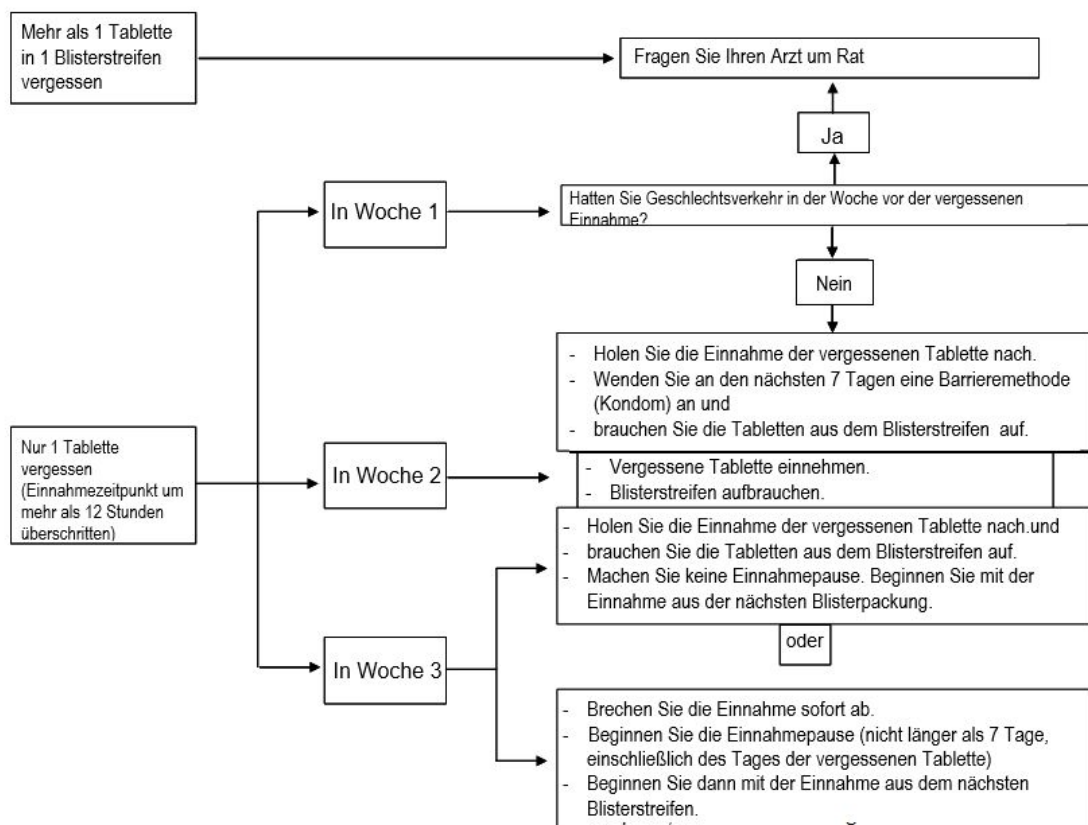 Mehr als 1 Tablette
in 1 Blisterstreifen
vergessen
Fragen Sie Ihren Arzt um Rat
Ja
In Woche 1
Hatten Sie Geschlechtsverkehr in der Woche vor der vergessenen
Einnahme?
Nein
- Holen Sie die Einnahme der vergessenen Tablette nach.
- Wenden Sie an den nächsten 7 Tagen eine Barrieremethode
(Kondom) an und
- brauchen Sie die Tabletten aus dem Blisterstreifen auf.
Nur 1 Tablette
vergessen
(Einnahmezeitpunkt um
mehr als 12 Stunden
überschritten)
In Woche 2
- Vergessene Tablette einnehmen.
- Blisterstreifen aufbrauchen.
- Holen Sie die Einnahme der vergessenen Tablette nach.und
- brauchen Sie die Tabletten aus dem Blisterstreifen auf.
- Machen Sie keine Einnahmepause. Beginnen Sie mit der
Einnahme aus der nächsten Blisterpackung.
oder
In Woche 3
- Brechen Sie die Einnahme sofort ab.
- Beginnen Sie die Einnahmepause (nicht länger als 7 Tage,
einschließlich des Tages der vergessenen Tablette)
- Beginnen Sie dann mit der Einnahme aus dem nächsten
Blisterstreifen.